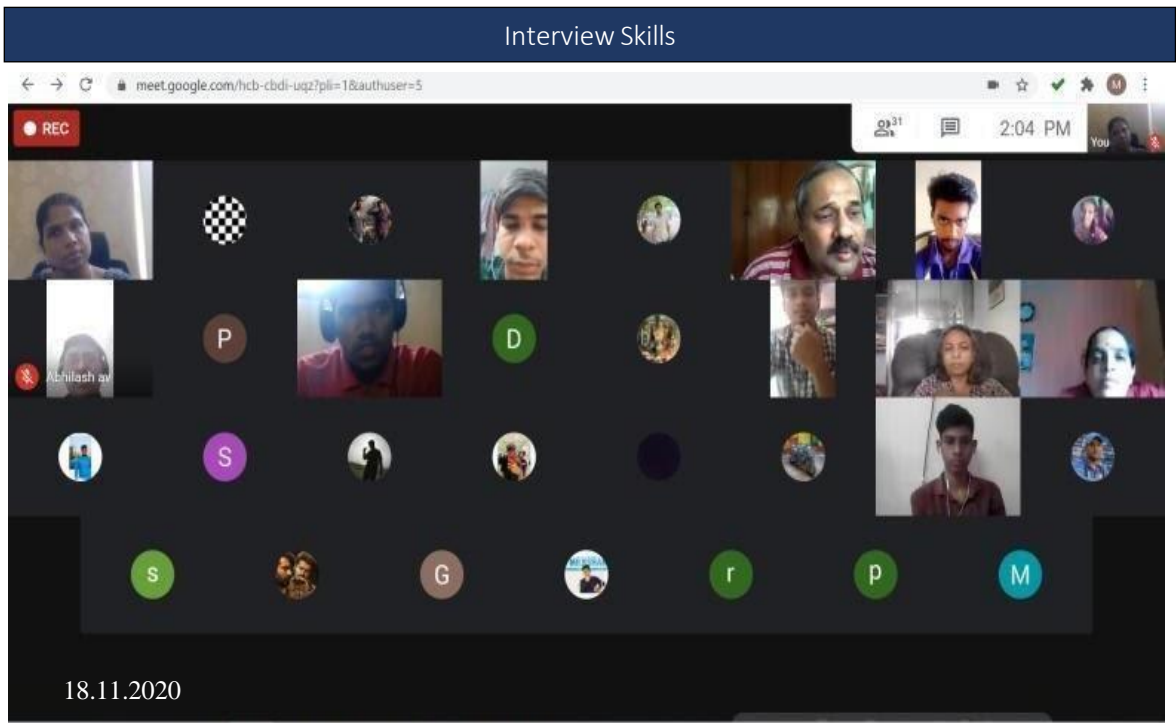 Interview Skills
meet.google.com/hcb-cbdi-uqz?pli=1&authuser=5
M
REC
31
2:04 PM
You
P
D
Abhilash av
S
s
G
r
p
M
18.11.2020